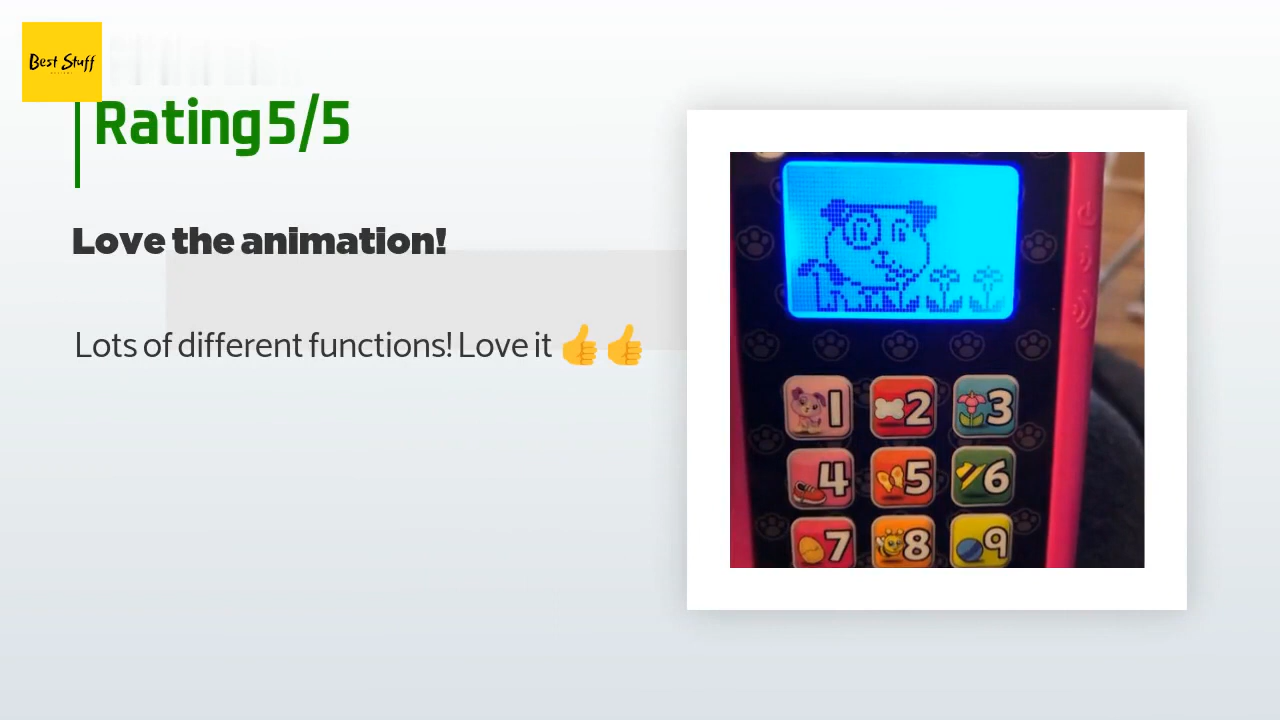 Best Stuff
Rating 5/5
Love the animation!
Lots of different functions! Love it 👍👍
1 2 3
4 5 6
7 8 9